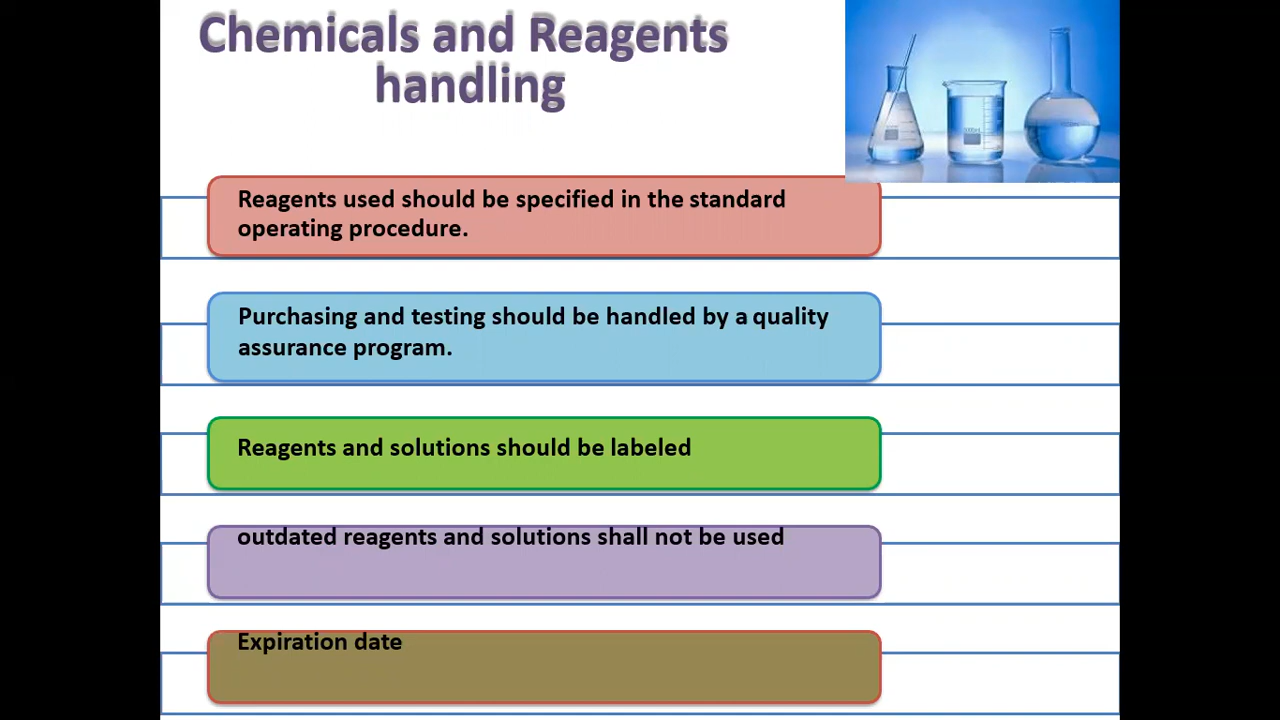 Chemicals and Reagents
handling
Reagents used should be specified in the standard
operating procedure.
Purchasing and testing should be handled by a quality
assurance program.
Reagents and solutions should be labeled
outdated reagents and solutions shall not be used
Expiration date